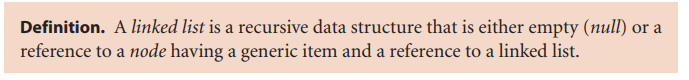 Definition. A linked list is a recursive data structure that is either empty (null) or a
reference to a node having a generic item and a reference to a linked list.